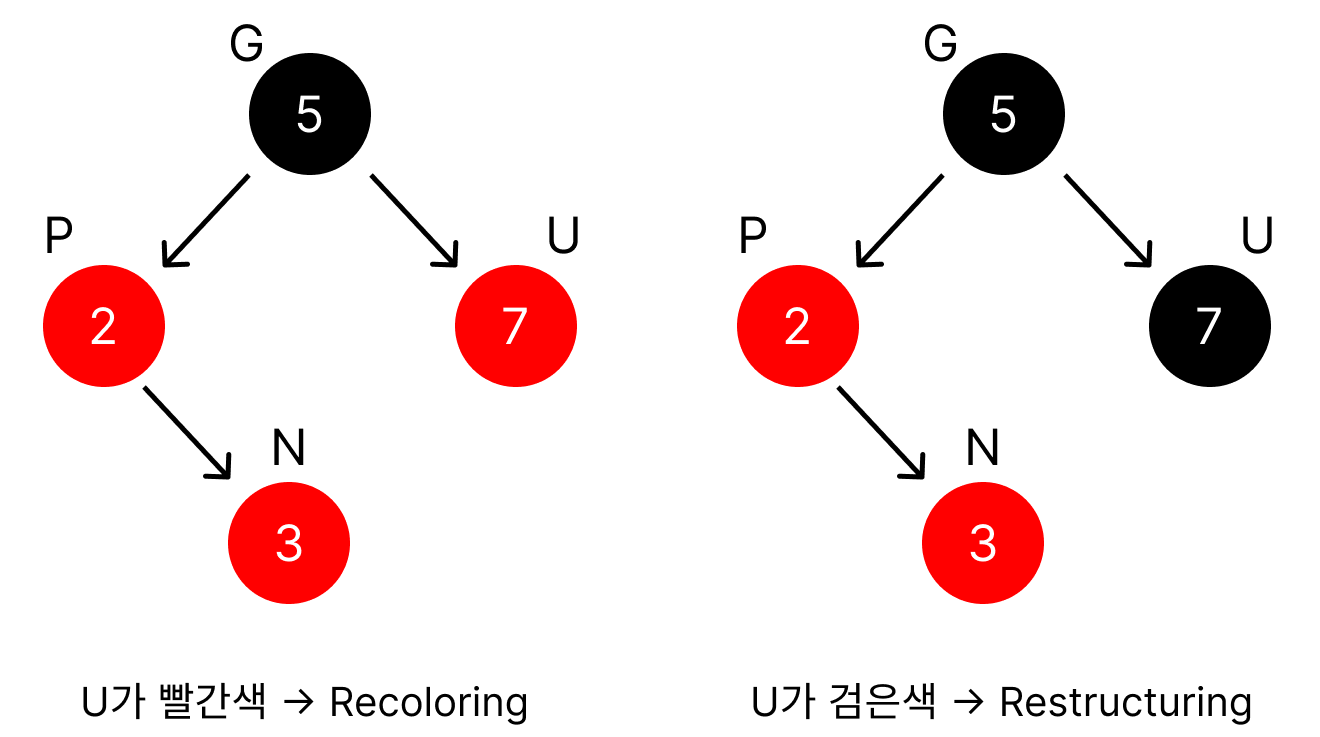 G
5
P
U
2
7
N
3
U가 빨간색 → Recoloring
G
5
P
U
2
7
N
3
U가 검은색 → Restructuring